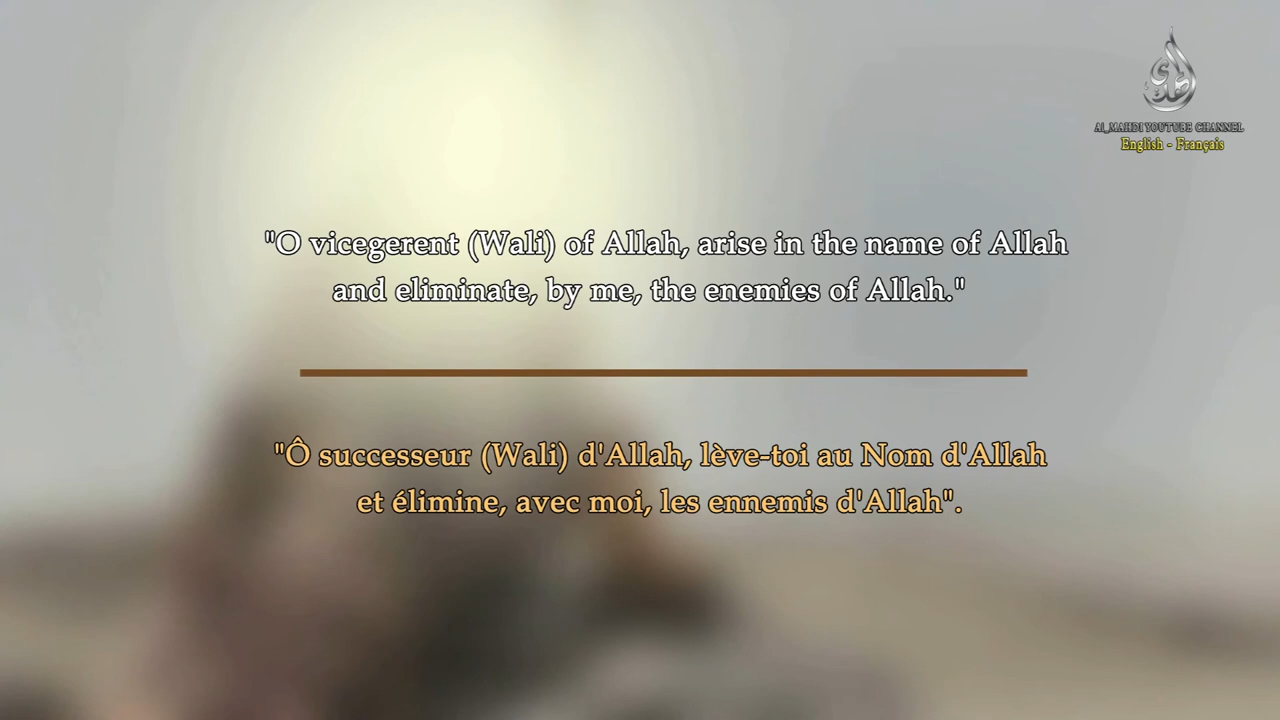 AL_MAHDI YOUTUBE CHANNEL
English - Français
"O vicegerent (Wali) of Allah, arise in the name of Allah
and eliminate, by me, the enemies of Allah."
"Ô successeur (Wali) d'Allah, lève-toi au Nom d'Allah
et élimine, avec moi, les ennemis d'Allah".